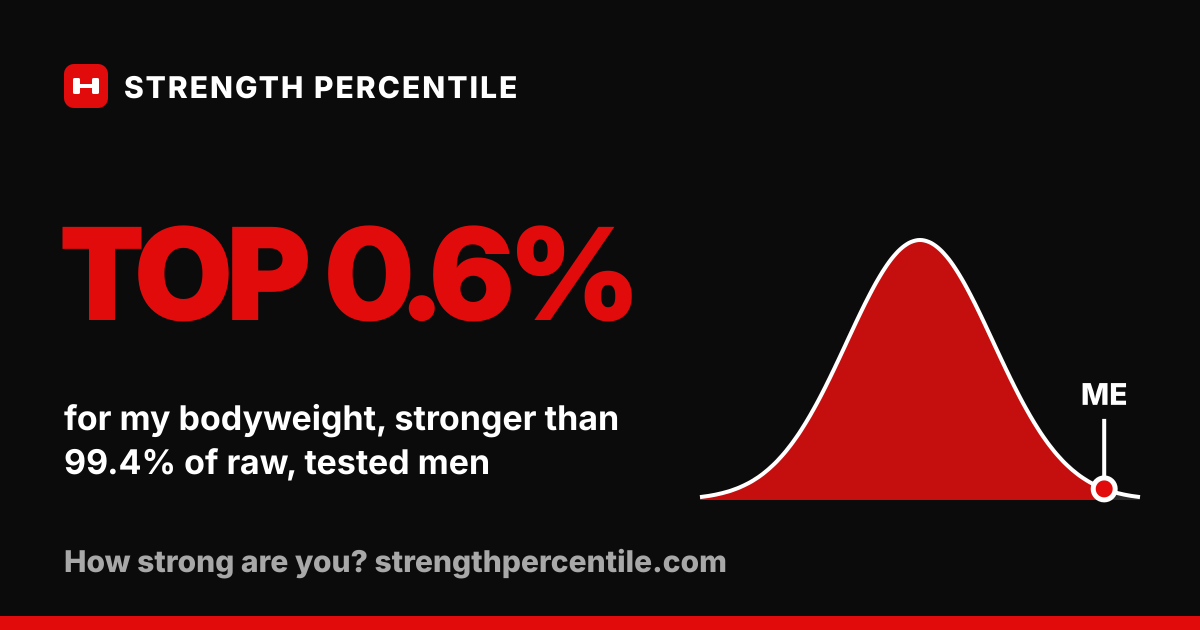 STRENGTH PERCENTILE
TOP 0.6%
for my bodyweight, stronger than
99.4% of raw, tested men
ME
How strong are you? strengthpercentile.com